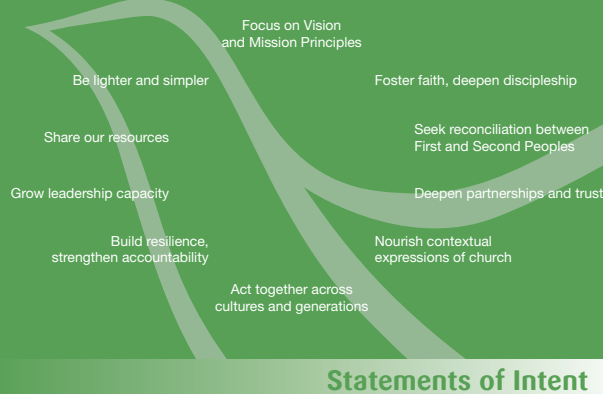 Focus on Vision
and Mission Principles
Be lighter and simpler
Foster faith, deepen discipleship
Share our resources
Seek reconciliation between
First and Second Peoples
Grow leadership capacity
Deepen partnerships and trust
Build resilience,
strengthen accountability
Nourish contextual
expressions of church
Act together across
cultures and generations
Statements of Intent